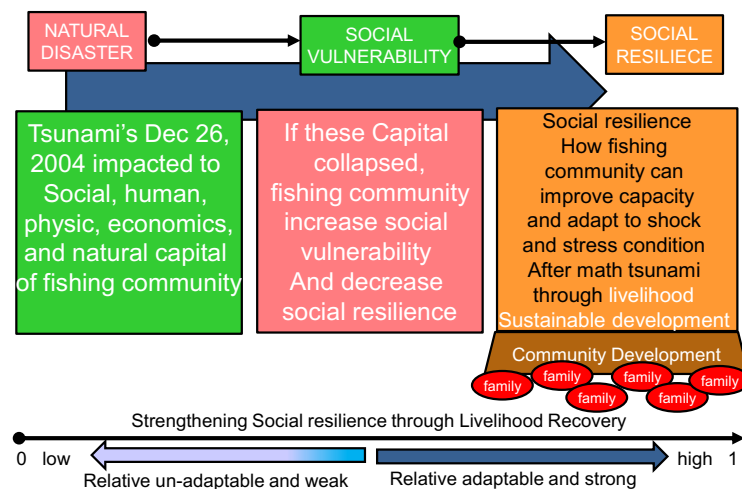 NATURAL
DISASTER
SOCIAL
VULNERABILITY
SOCIAL
RESILIECE
Tsunami's Dec 26,
2004 impacted to
Social, human,
physic, economics,
and natural capital
of fishing community
If these Capital
collapsed,
fishing community
increase social
vulnerability
And decrease
social resilience
Social resilience
How fishing
community can
improve capacity
and adapt to shock
and stress condition
After math tsunami
through livelihood
Sustainable development
Community Development
family
family
family
family
family
family
Strengthening Social resilience through Livelihood Recovery
0 low high 1
Relative un-adaptable and weak
Relative adaptable and strong